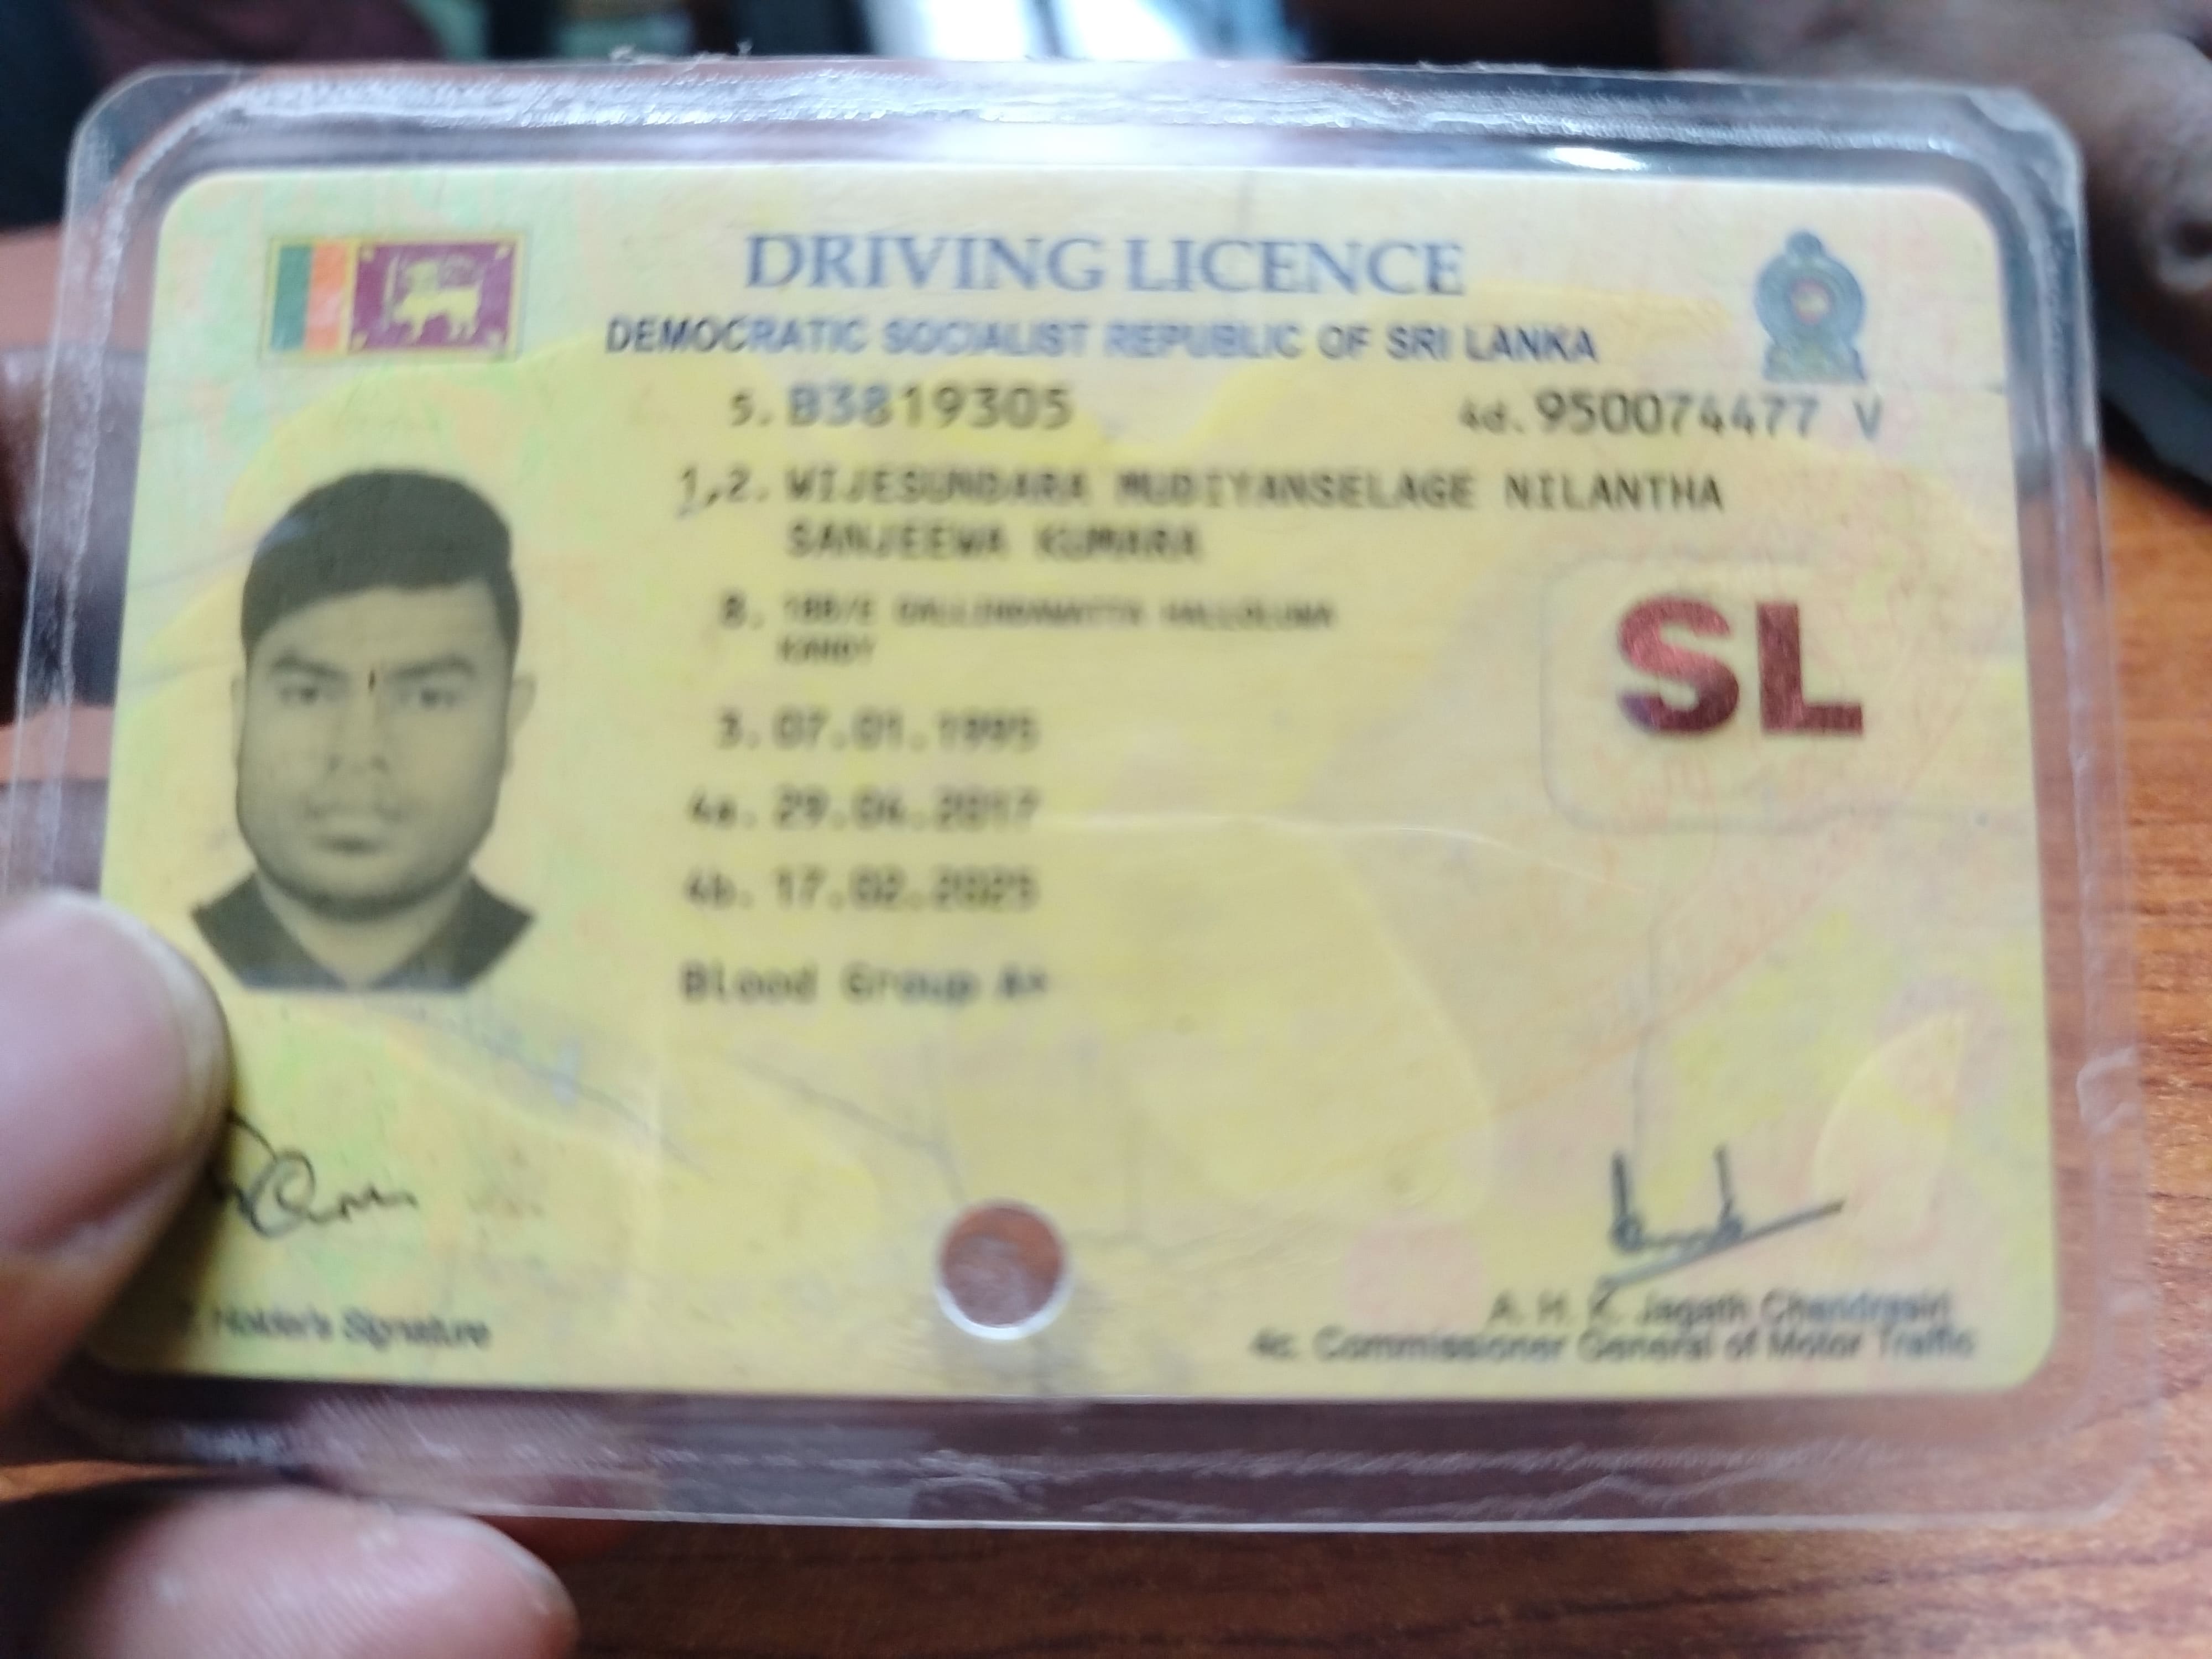 DRIVING LICENCE
DEMOCRATIC SOCIALIST REPUBLIC OF SRI LANKA
5. B3819305 4d. 950074477 V
1,2. WIJESUNDARA MUDIYANSELAGE NILANTHA
SANJEEWA KUMARA
8. HALLOLUWA
KANDY
SL
3. 07.01.1995
4a. 29.04.2017
4b. 17.02.2025
Blood Group A+
Holder's Signature
A. H. K. Jagath Chandrasiri
4c. Commissioner General of Motor Traffic